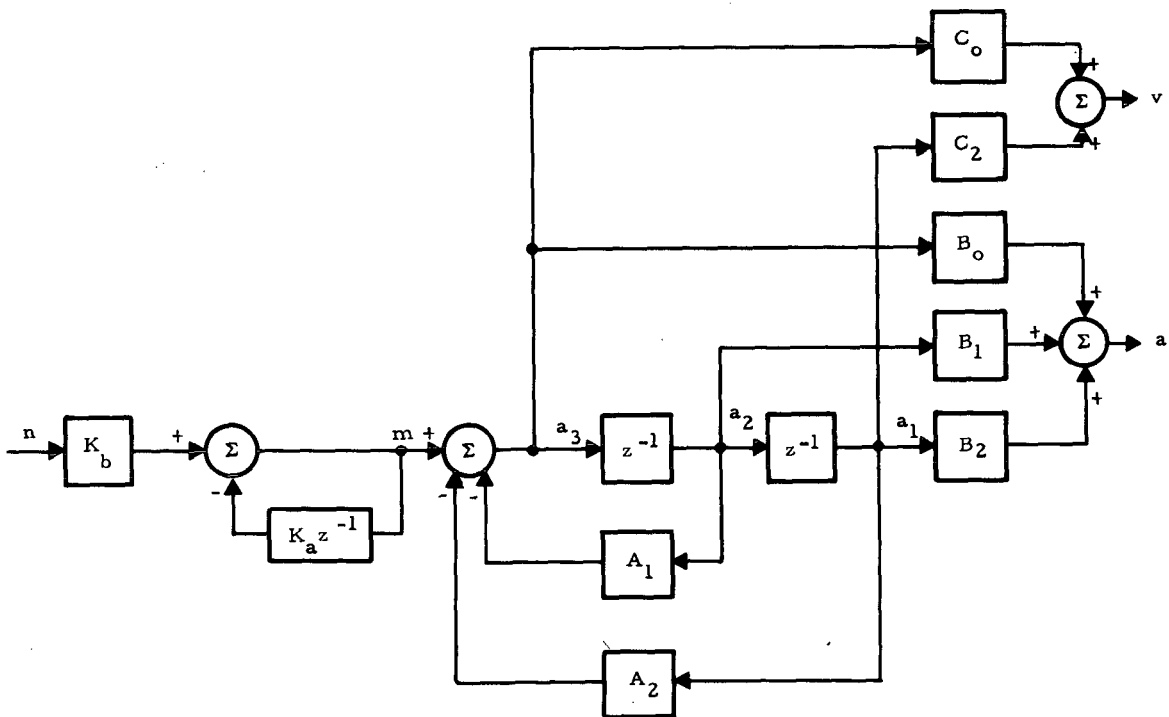 C_o
+
Σ
v
C_2
+
B_o
+
B_1
+
Σ
a
n
K_b
+
Σ
-
m
+
Σ
-
-
a_3
z^{-1}
a_2
z^{-1}
a_1
B_2
+
K_a z^{-1}
A_1
A_2